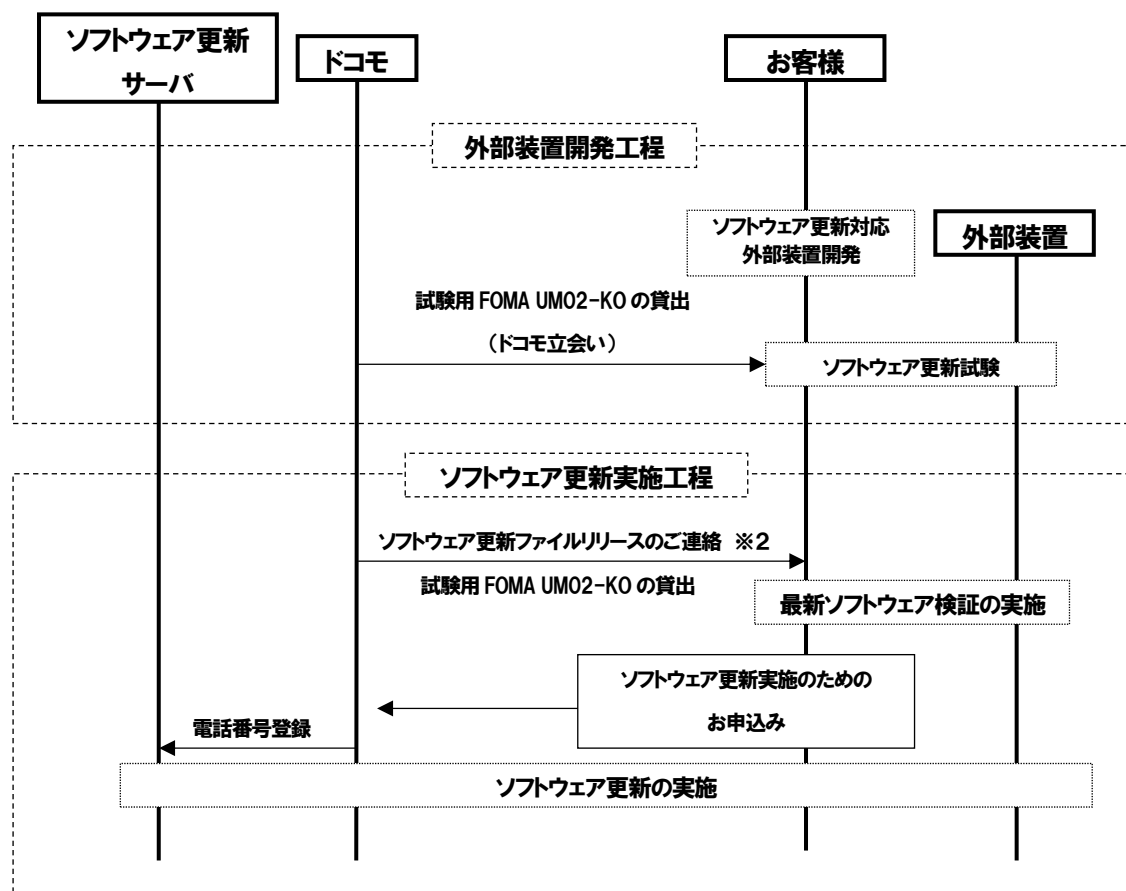 ソフトウェア更新
サーバ
ドコモ
お客様
外部装置開発工程
ソフトウェア更新対応
外部装置開発
外部装置
試験用 FOMA UM02-KO の貸出
（ドコモ立会い）
ソフトウェア更新試験
ソフトウェア更新実施工程
ソフトウェア更新ファイルリリースのご連絡 ※2
試験用 FOMA UM02-KO の貸出
最新ソフトウェア検証の実施
ソフトウェア更新実施のための
お申込み
電話番号登録
ソフトウェア更新の実施